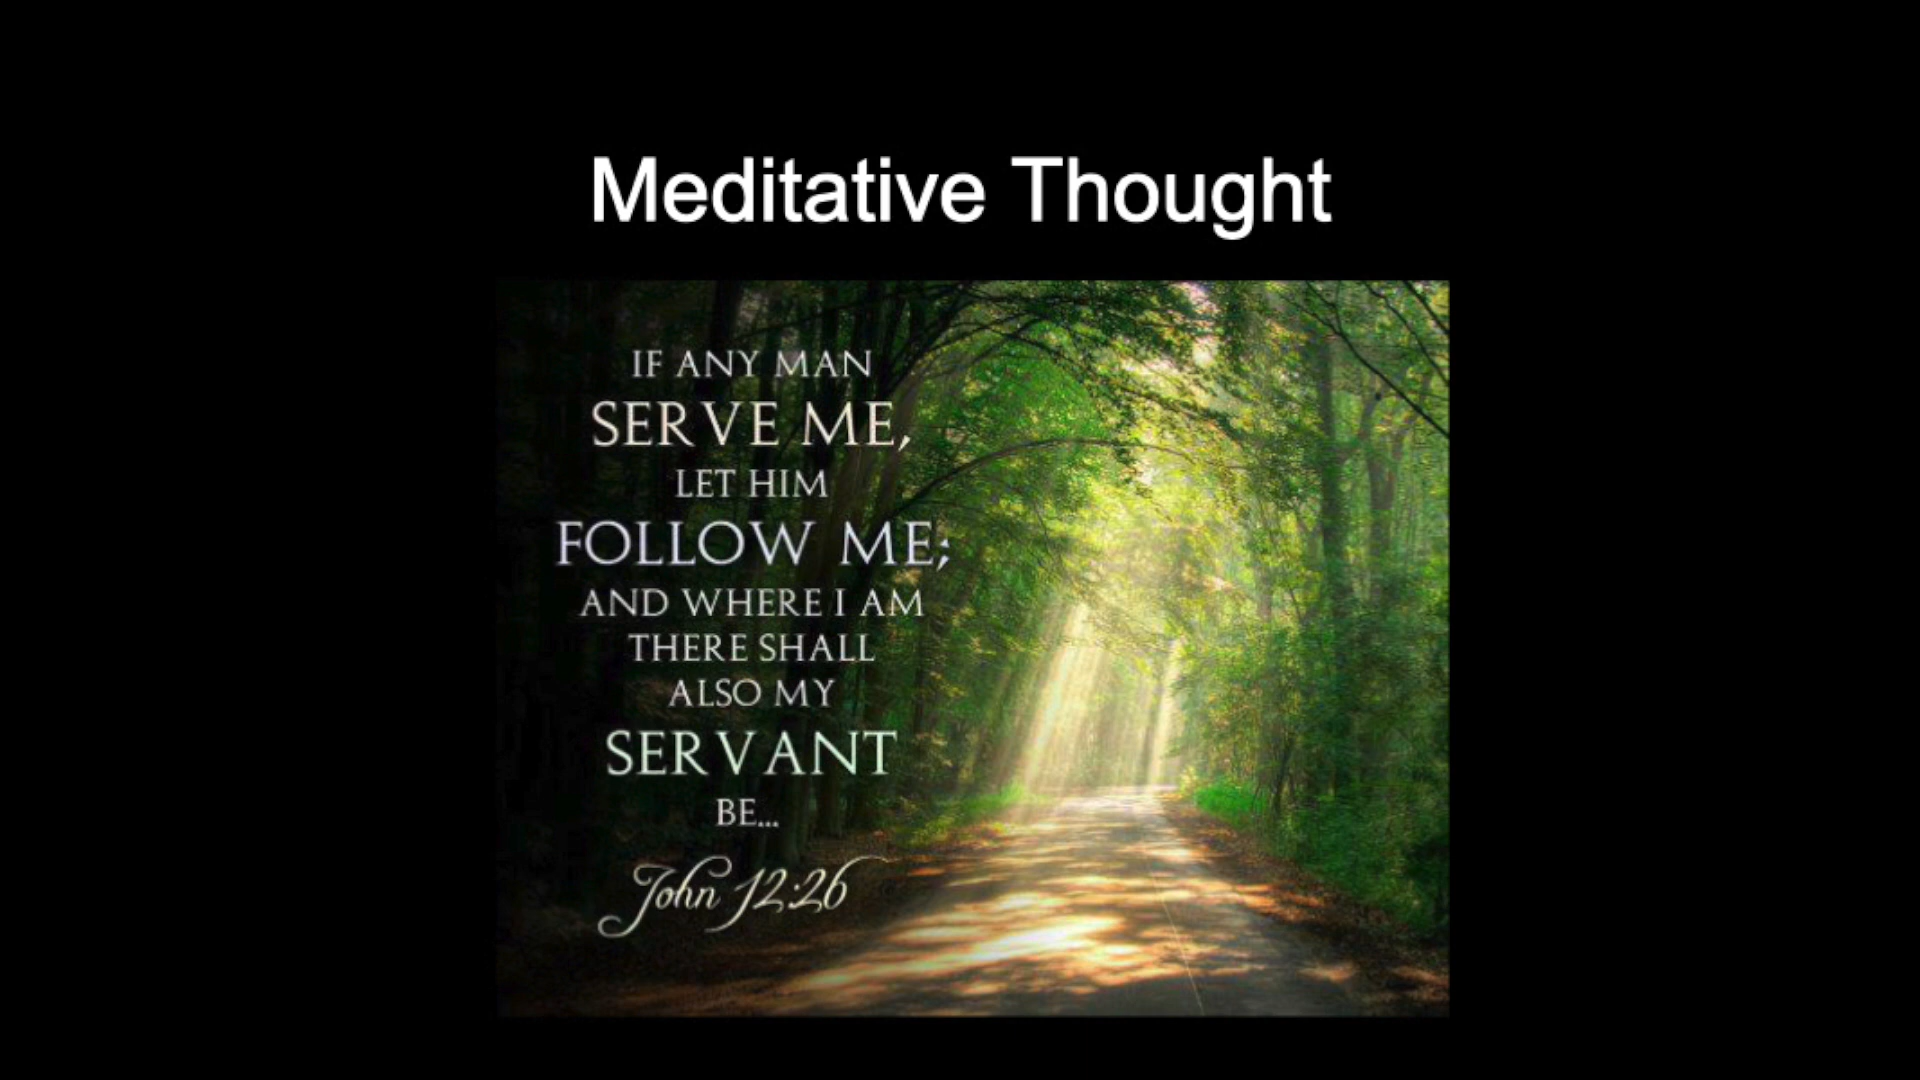 Meditative Thought
IF ANY MAN
SERVE ME,
LET HIM
FOLLOW ME;
AND WHERE I AM
THERE SHALL
ALSO MY
SERVANT
BE...
John 12:26